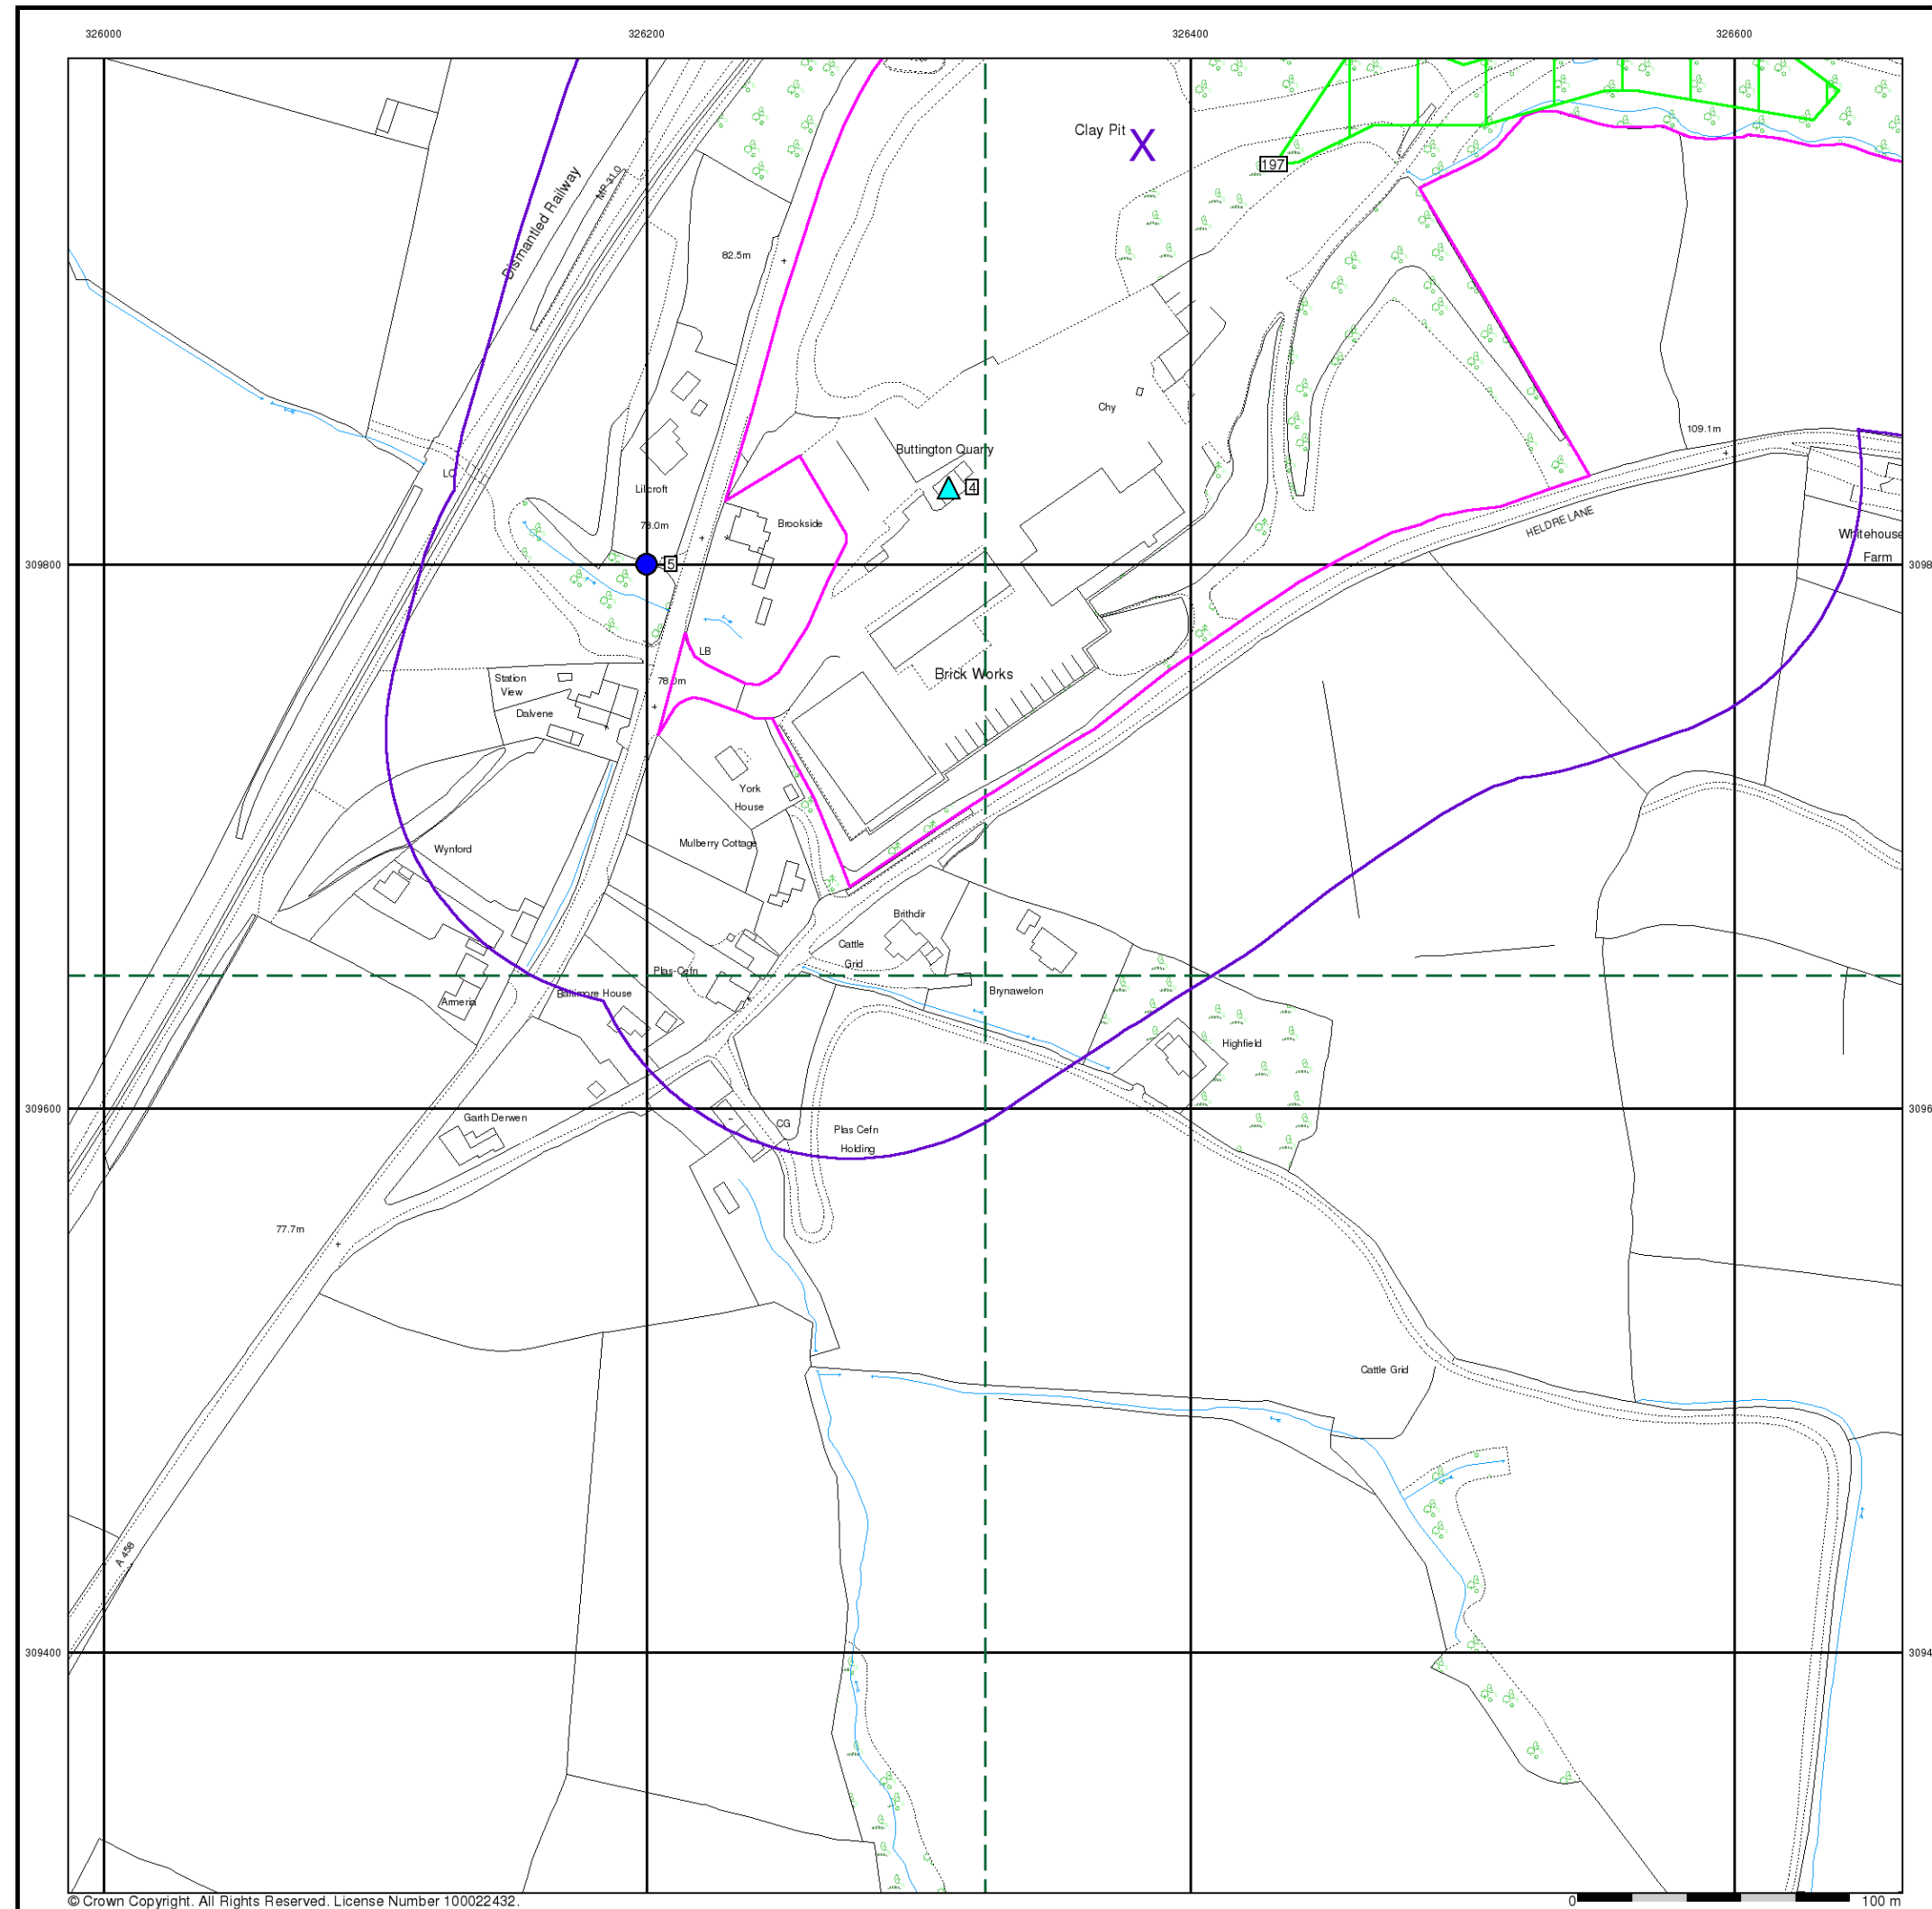 326000
326200
326400
326600
Clay Pit
X
197
Dismantled Railway
MP 31.0
82.5m
Chy
109.1m
Buttington Quarry
LC
4
Lilcroft
Brookside
HELDRE LANE
78.0m
Whitehouse
Farm
309800
5
3098
LB
Station
View
78.0m
Brick Works
Dalvene
York
House
Wynford
Mulberry Cottage
Brithdir
Cattle
Grid
Plas-Cefn
Baltimore House
Brynawelon
Armeria
Highfield
309600
3096
Garth Derwen
CG
Plas Cefn
Holding
77.7m
Cattle Grid
A 458
309400
3094
© Crown Copyright. All Rights Reserved. License Number 100022432.
0
100 m